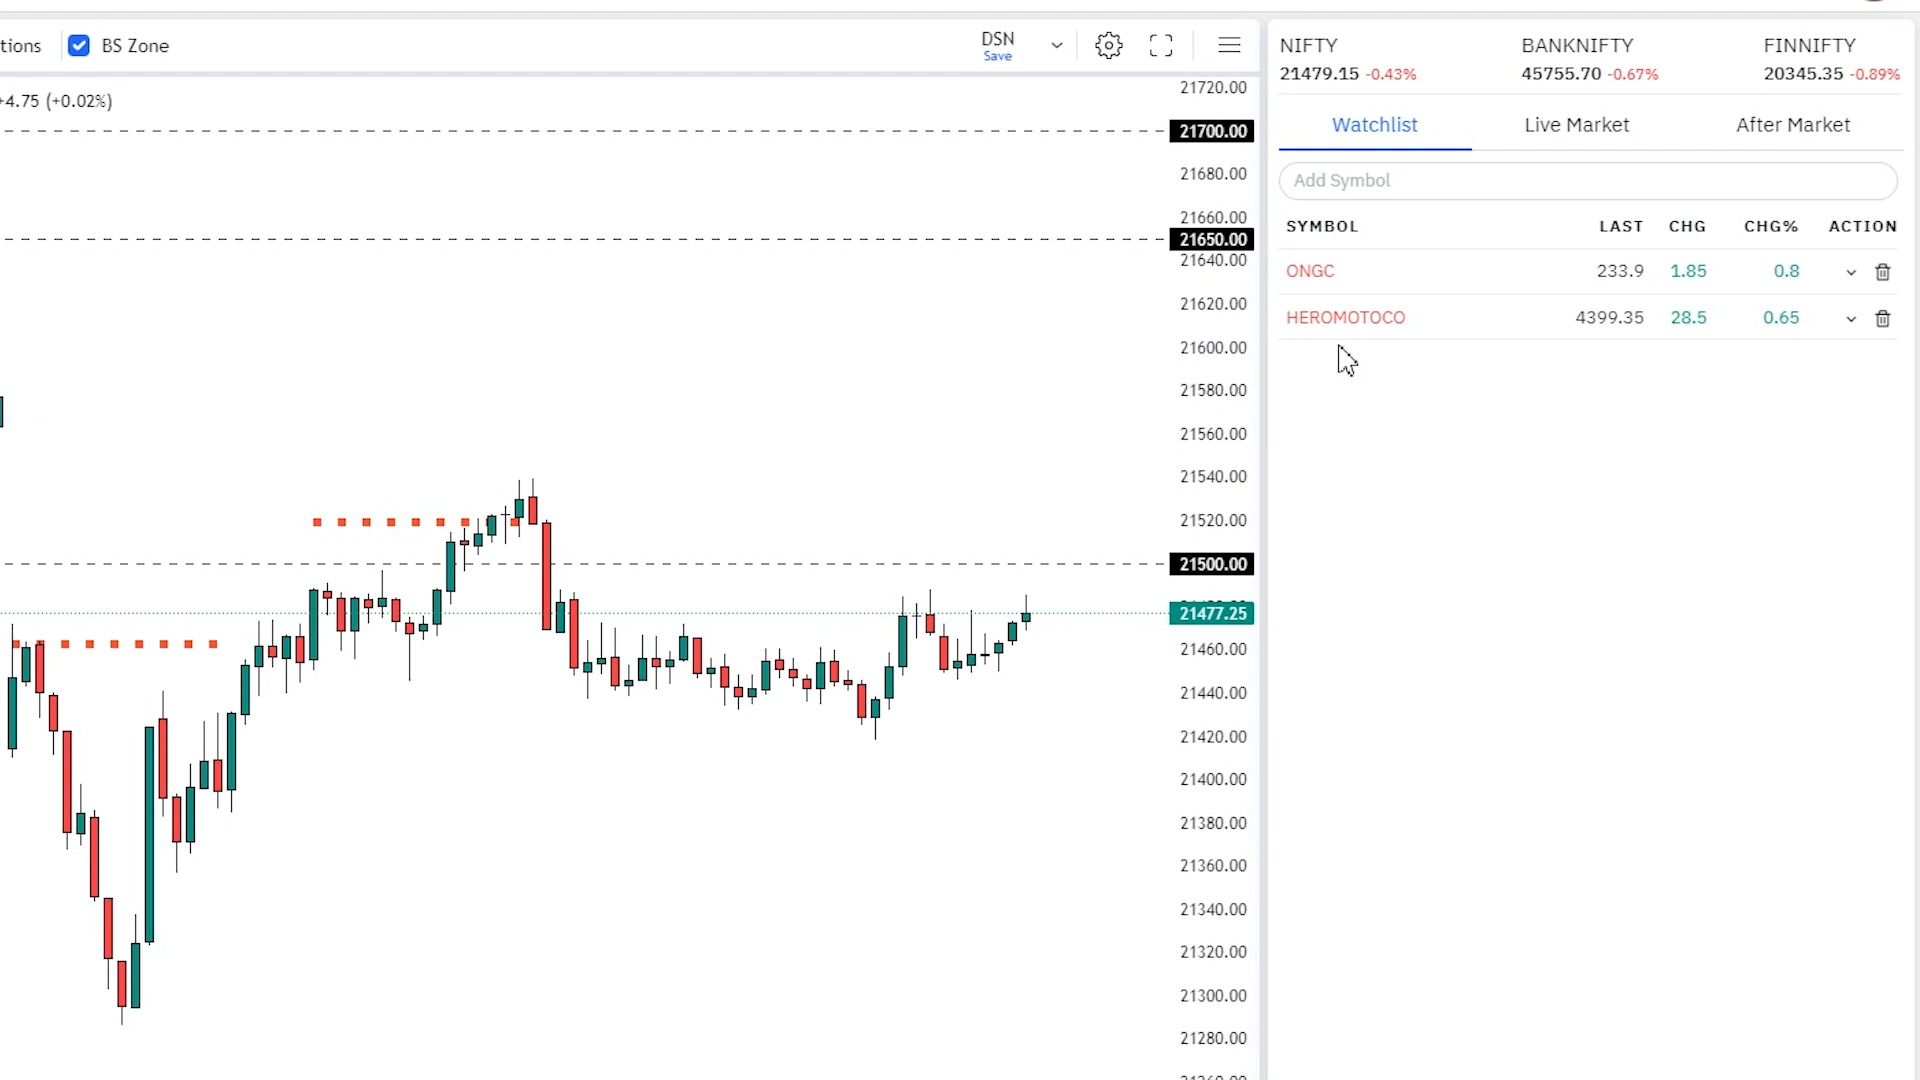 tions BS Zone DSN
Save
+4.75 (+0.02%)
21720.00
21700.00
21680.00
21660.00
21650.00
21640.00
21620.00
21600.00
21580.00
21560.00
21540.00
21520.00
21500.00
21477.25
21460.00
21440.00
21420.00
21400.00
21380.00
21360.00
21340.00
21320.00
21300.00
21280.00
NIFTY BANKNIFTY FINNIFTY
21479.15 -0.43% 45755.70 -0.67% 20345.35 -0.89%
Watchlist Live Market After Market
Add Symbol
SYMBOL LAST CHG CHG% ACTION
ONGC 233.9 1.85 0.8
HEROMOTOCO 4399.35 28.5 0.65